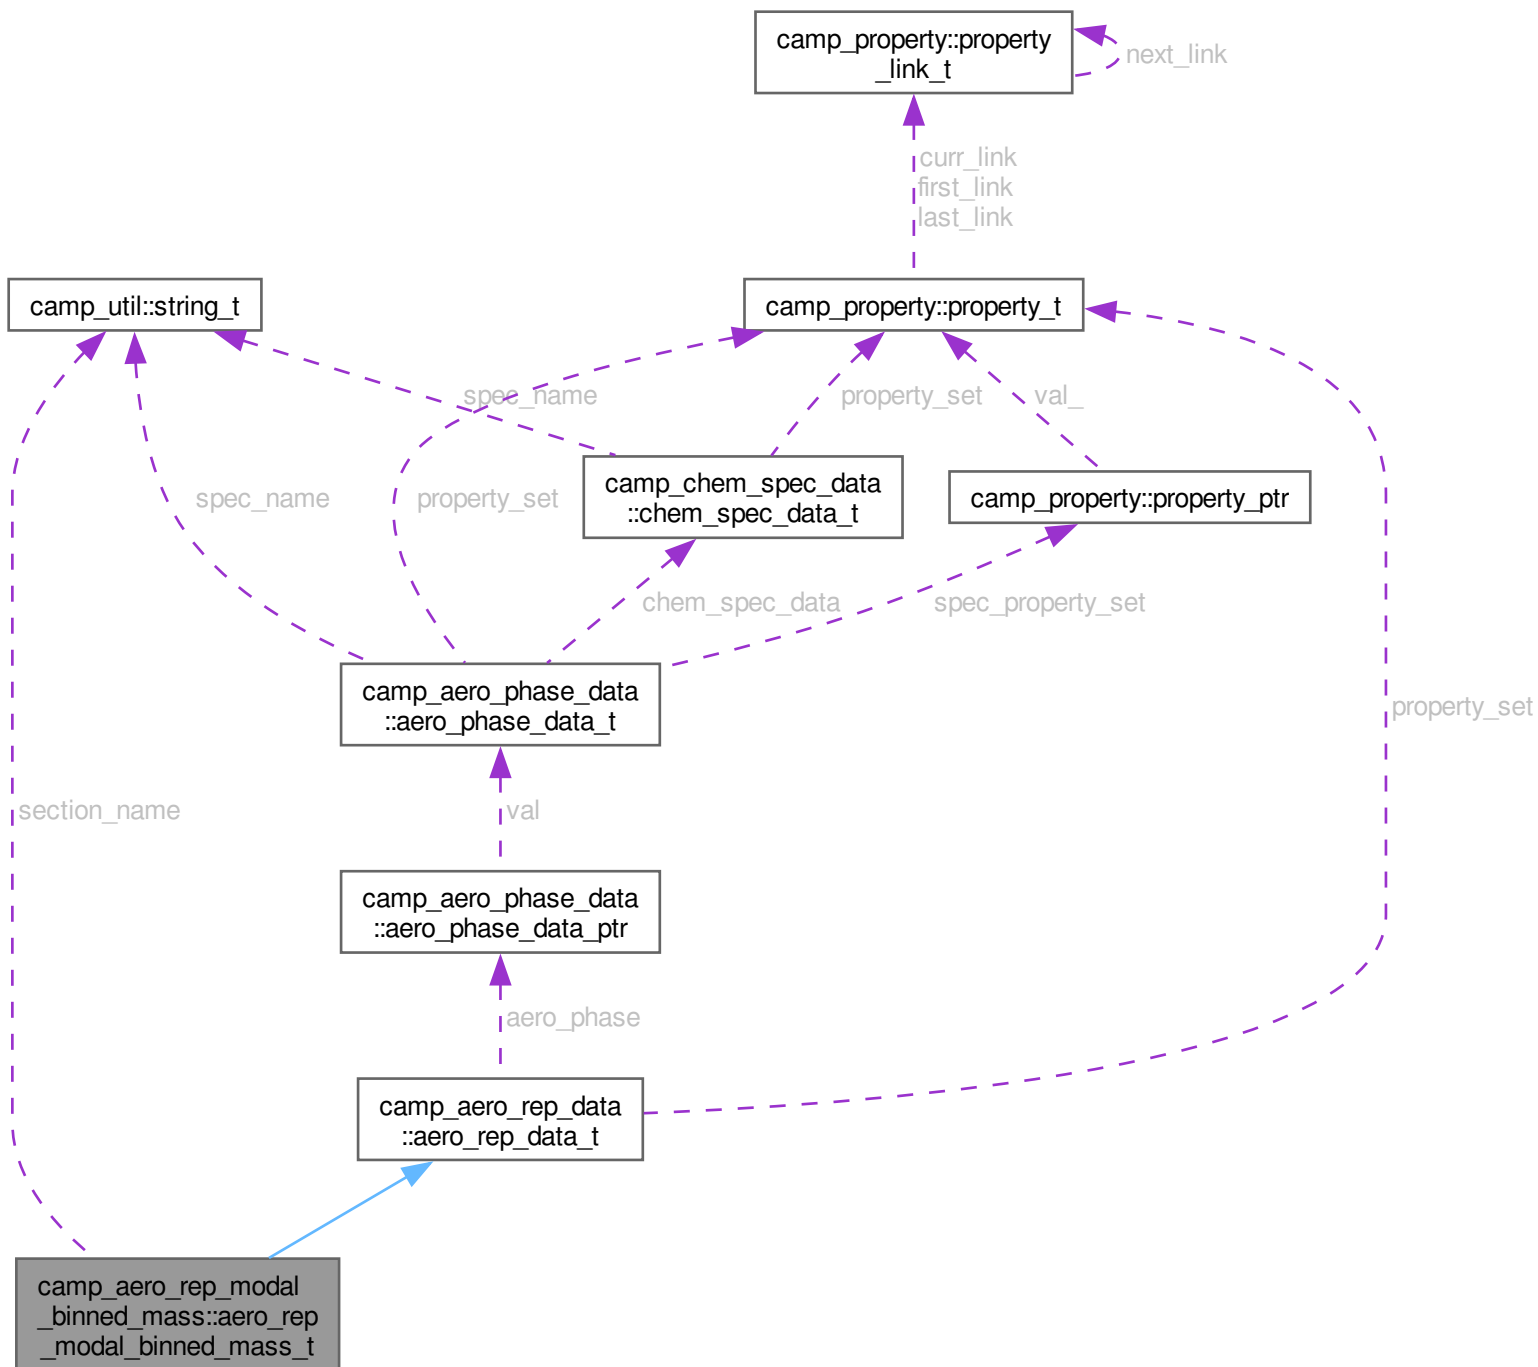 camp_property::property
_link_t
next_link
curr_link
first_link
last_link
camp_util::string_t
camp_property::property_t
spec_name
property_set
val_
spec_name
property_set
camp_chem_spec_data
::chem_spec_data_t
camp_property::property_ptr
chem_spec_data
spec_property_set
camp_aero_phase_data
::aero_phase_data_t
property_set
section_name
val
camp_aero_phase_data
::aero_phase_data_ptr
aero_phase
camp_aero_rep_data
::aero_rep_data_t
camp_aero_rep_modal
_binned_mass::aero_rep
_modal_binned_mass_t